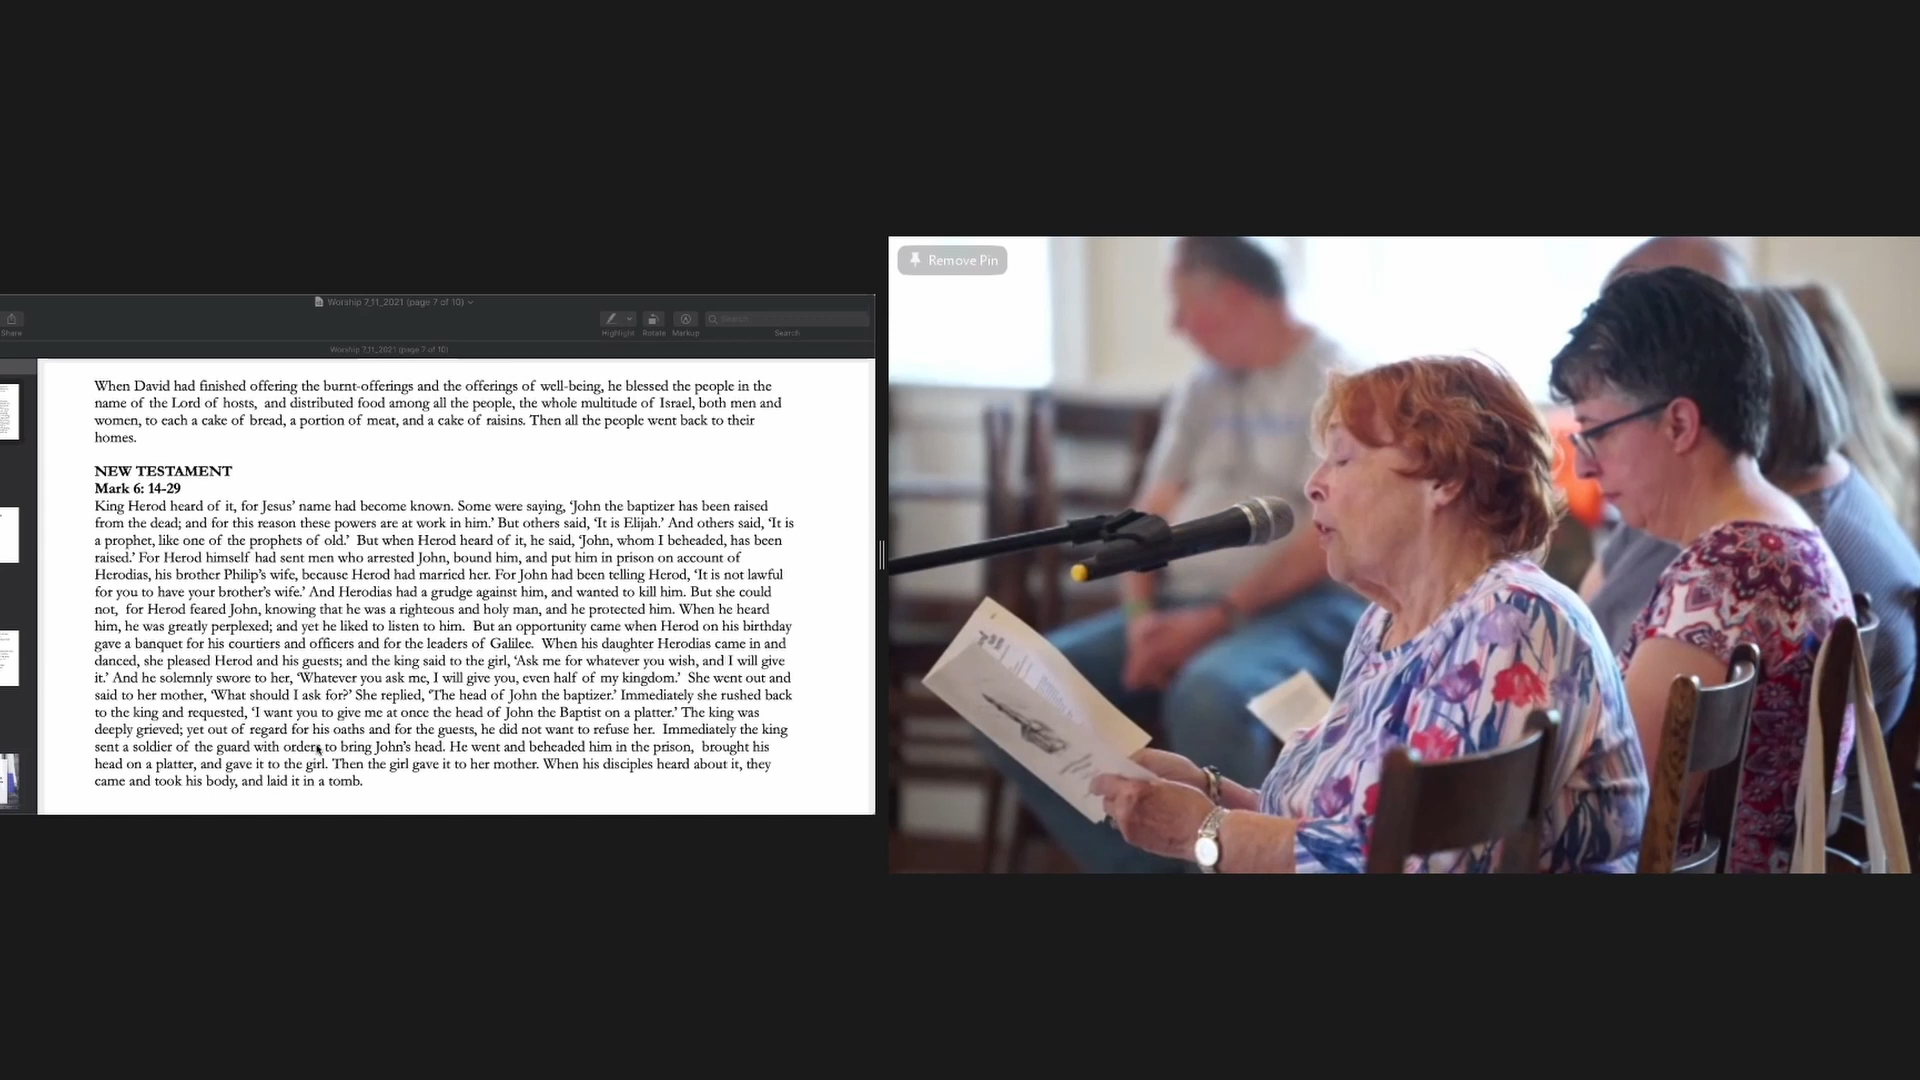 Worship 7_11_2021 (page 7 of 10)
Share
Highlight
Rotate
Markup
Search
Search
Worship 7_11_2021 (page 7 of 10)
When David had finished offering the burnt-offerings and the offerings of well-being, he blessed the people in the
name of the Lord of hosts, and distributed food among all the people, the whole multitude of Israel, both men and
women, to each a cake of bread, a portion of meat, and a cake of raisins. Then all the people went back to their
homes.
NEW TESTAMENT
Mark 6: 14-29
King Herod heard of it, for Jesus’ name had become known. Some were saying, ‘John the baptizer has been raised
from the dead; and for this reason these powers are at work in him.’ But others said, ‘It is Elijah.’ And others said, ‘It is
a prophet, like one of the prophets of old.’ But when Herod heard of it, he said, ‘John, whom I beheaded, has been
raised.’ For Herod himself had sent men who arrested John, bound him, and put him in prison on account of
Herodias, his brother Philip’s wife, because Herod had married her. For John had been telling Herod, ‘It is not lawful
for you to have your brother’s wife.’ And Herodias had a grudge against him, and wanted to kill him. But she could
not, for Herod feared John, knowing that he was a righteous and holy man, and he protected him. When he heard
him, he was greatly perplexed; and yet he liked to listen to him. But an opportunity came when Herod on his birthday
gave a banquet for his courtiers and officers and for the leaders of Galilee. When his daughter Herodias came in and
danced, she pleased Herod and his guests; and the king said to the girl, ‘Ask me for whatever you wish, and I will give
it.’ And he solemnly swore to her, ‘Whatever you ask me, I will give you, even half of my kingdom.’ She went out and
said to her mother, ‘What should I ask for?’ She replied, ‘The head of John the baptizer.’ Immediately she rushed back
to the king and requested, ‘I want you to give me at once the head of John the Baptist on a platter.’ The king was
deeply grieved; yet out of regard for his oaths and for the guests, he did not want to refuse her. Immediately the king
sent a soldier of the guard with orders to bring John’s head. He went and beheaded him in the prison, brought his
head on a platter, and gave it to the girl. Then the girl gave it to her mother. When his disciples heard about it, they
came and took his body, and laid it in a tomb.
Remove Pin